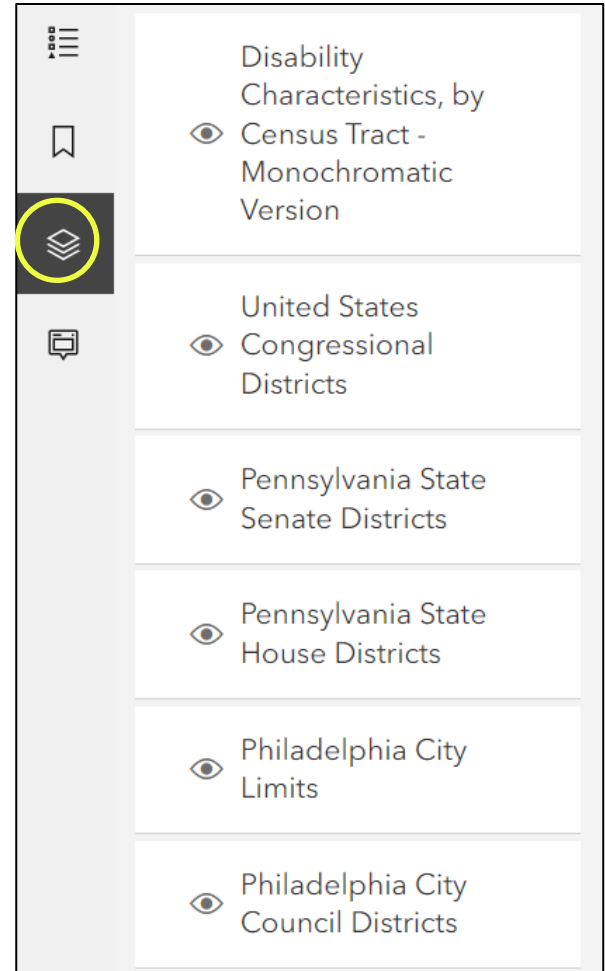 Disability
Characteristics, by
Census Tract -
Monochromatic
Version
United States
Congressional
Districts
Pennsylvania State
Senate Districts
Pennsylvania State
House Districts
Philadelphia City
Limits
Philadelphia City
Council Districts